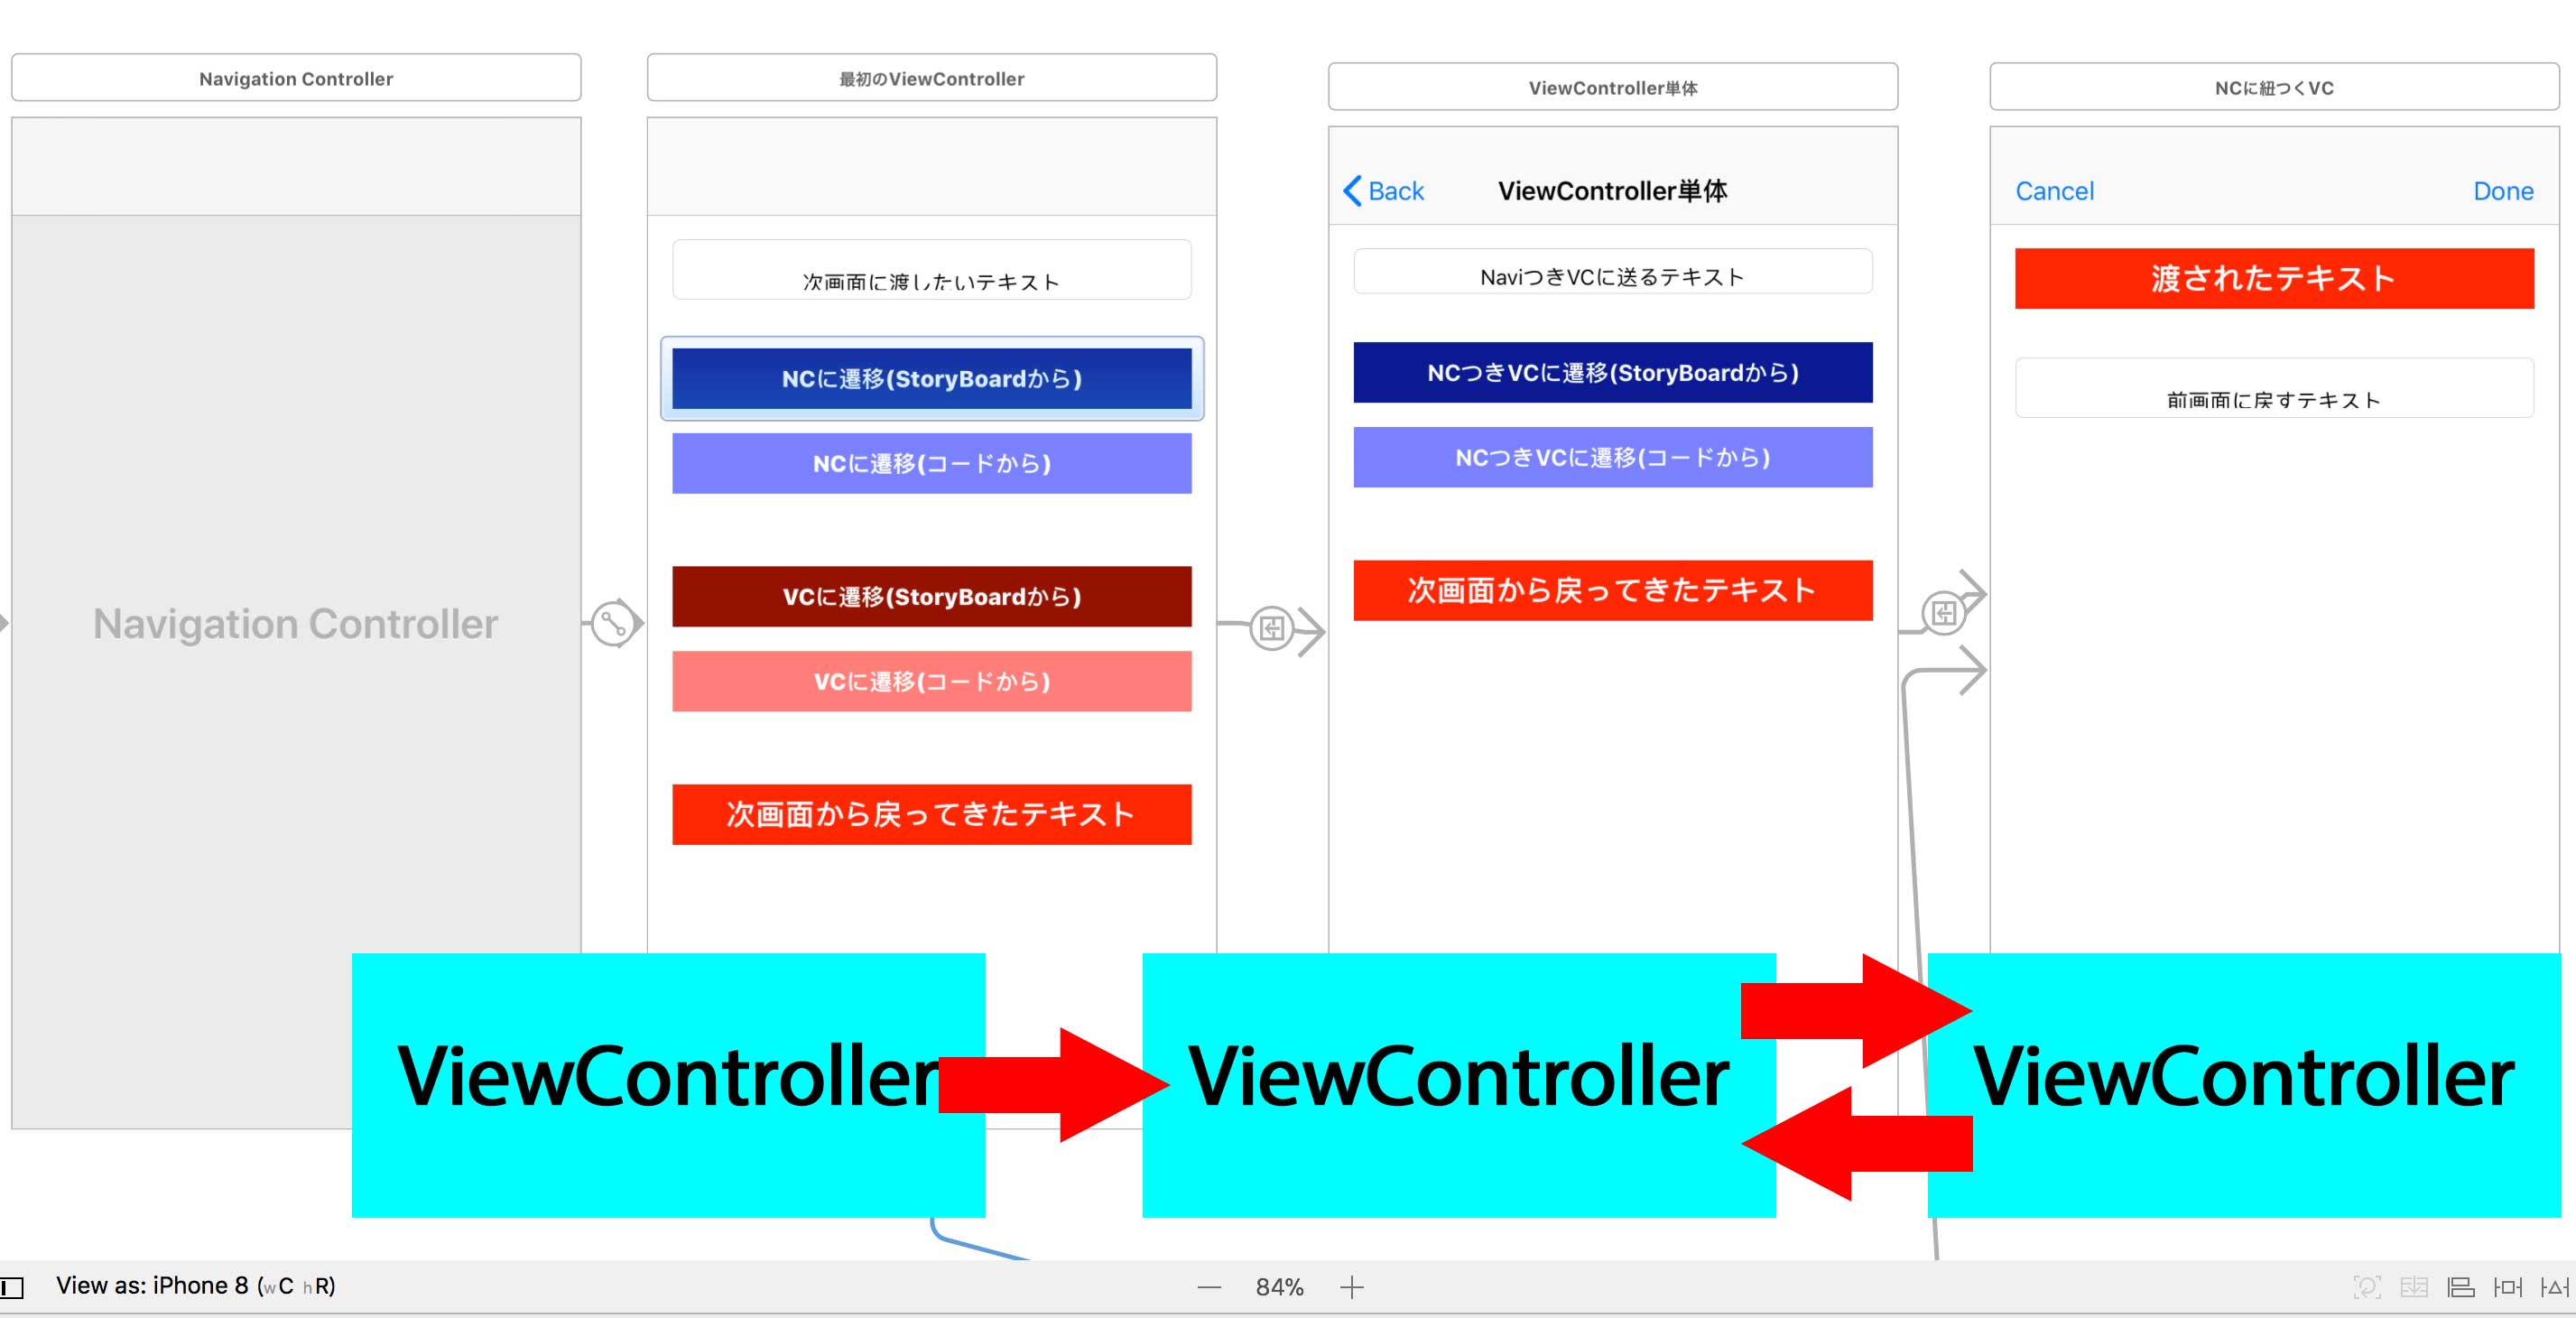 Navigation Controller
Navigation Controller
最初のViewController
次画面に渡したいテキスト
NCに遷移(StoryBoardから)
NCに遷移(コードから)
VCに遷移(StoryBoardから)
VCに遷移(コードから)
次画面から戻ってきたテキスト
ViewController単体
Back
ViewController単体
NaviつきVCに送るテキスト
NCつきVCに遷移(StoryBoardから)
NCつきVCに遷移(コードから)
次画面から戻ってきたテキスト
NCに紐つくVC
Cancel
Done
渡されたテキスト
前画面に戻すテキスト
ViewController
ViewController
ViewController
View as: iPhone 8 (wC hR)
84%